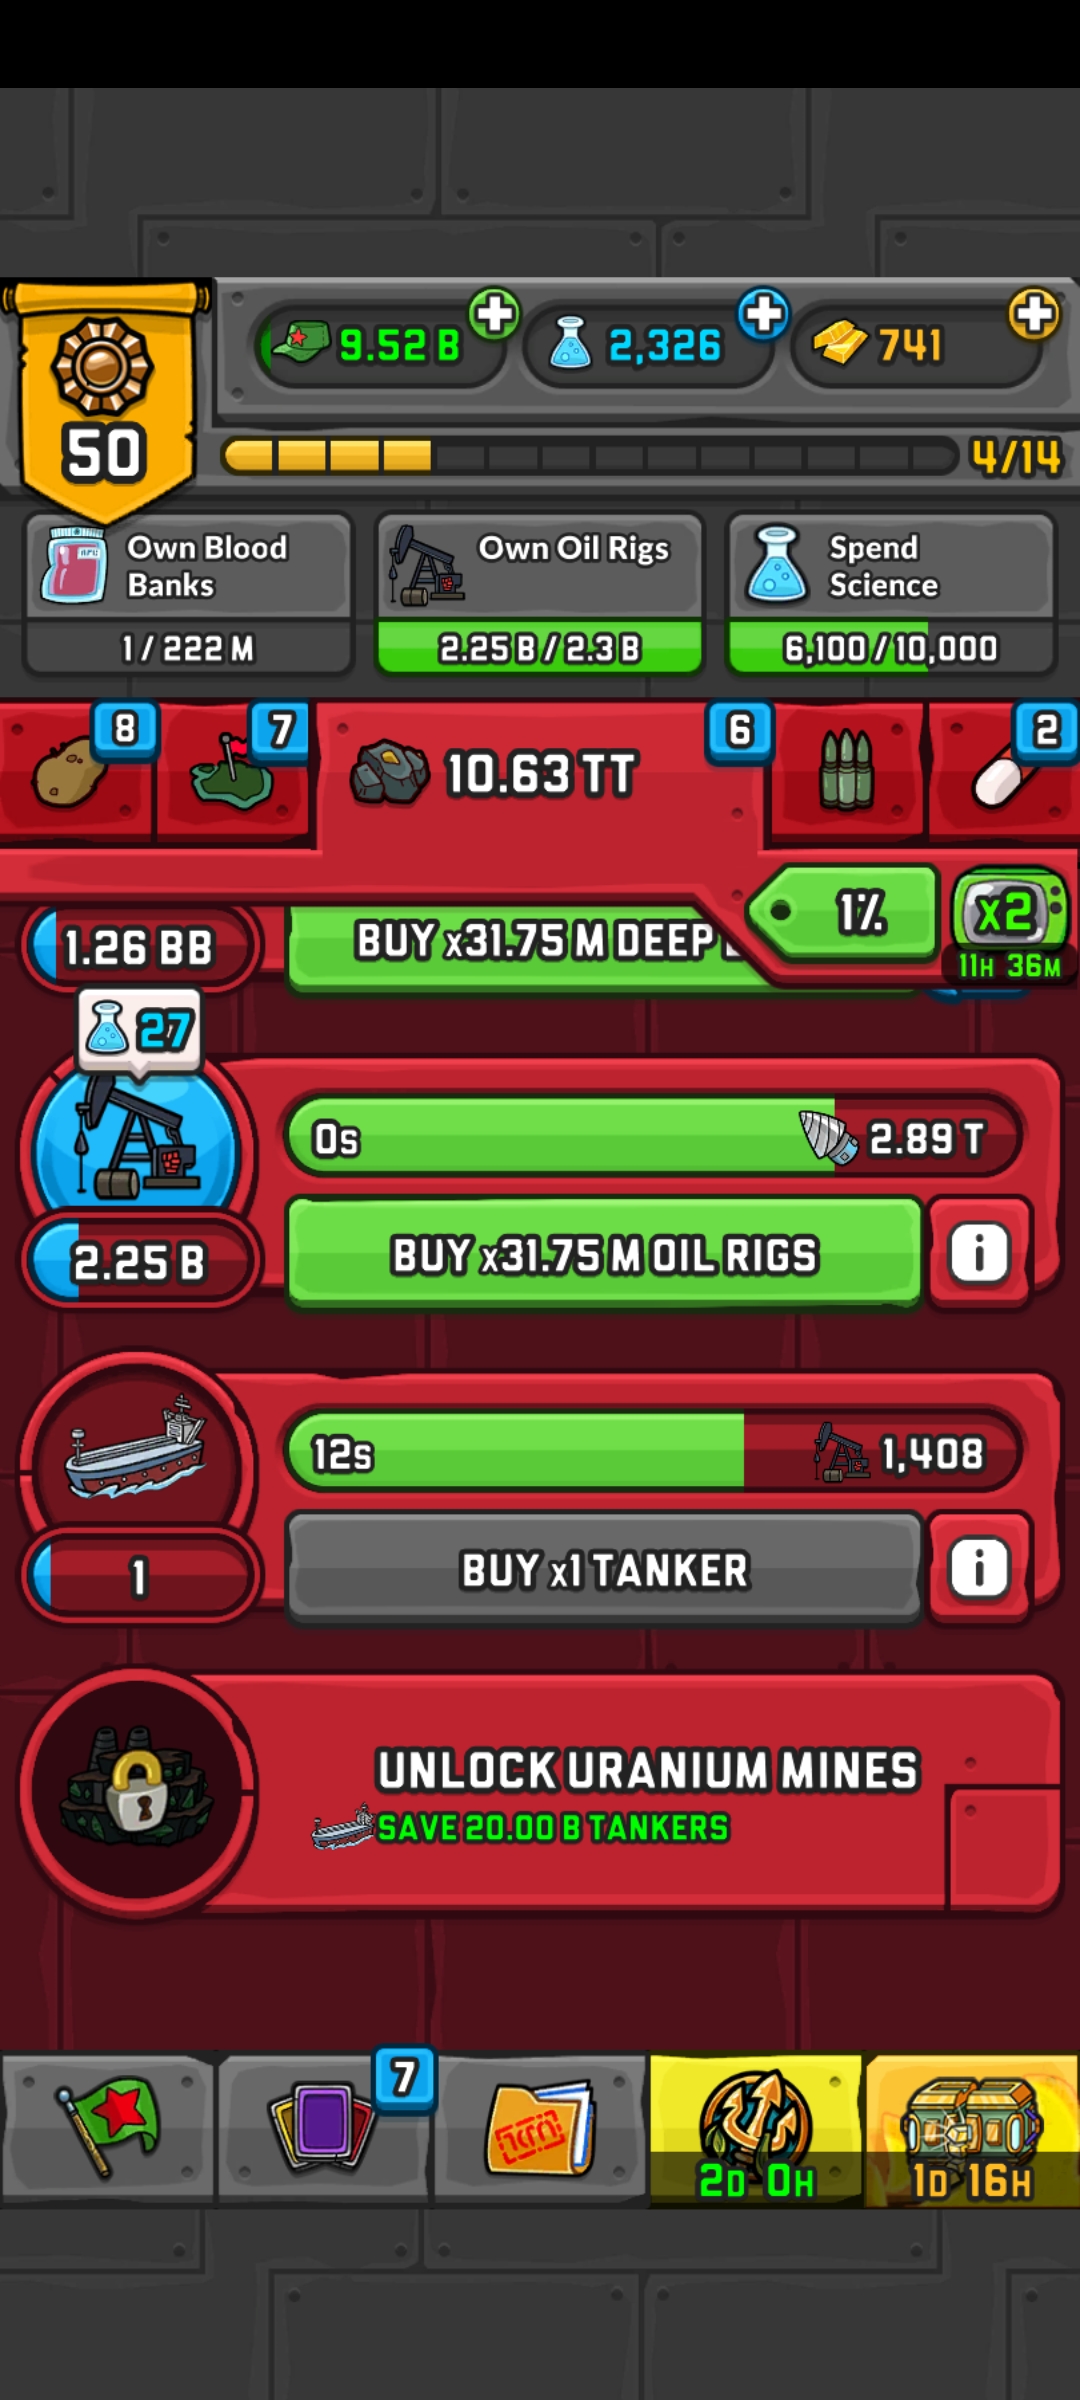 9.52 B
2,326
741
50
4/14
Own Blood Banks
1 / 222 M
Own Oil Rigs
2.25 B / 2.3 B
Spend Science
6,100 / 10,000
8
7
10.63 TT
6
2
1%
x2
11H 36M
1.26 BB
BUY x31.75 M DEEP
27
0s
2.89 T
2.25 B
BUY x31.75 M OIL RIGS
i
12s
1,408
1
BUY x1 TANKER
i
UNLOCK URANIUM MINES
SAVE 20.00 B TANKERS
7
2D 0H
1D 16H